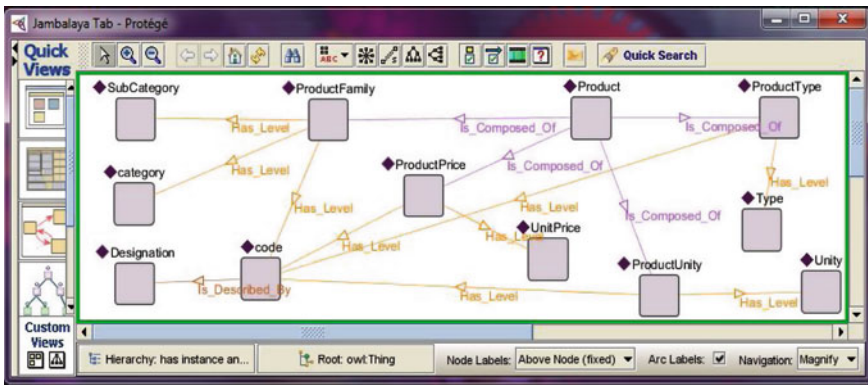 Jambalaya Tab - Protégé
Quick Views
ABC
Quick Search
SubCategory
ProductFamily
Product
ProductType
Has_Level
Is_Composed_Of
Is_Composed_Of
Has_Level
Is_Composed_Of
category
ProductPrice
Has_Level
Type
Has_Level
Is_Composed_Of
UnitPrice
Designation
code
Has_Level
Has_Level
ProductUnity
Unity
Is_Described_By
Has_Level
Has_Level
Custom Views
Hierarchy: has instance an...
Root: owl:Thing
Node Labels:
Above Node (fixed)
Arc Labels:
Navigation:
Magnify